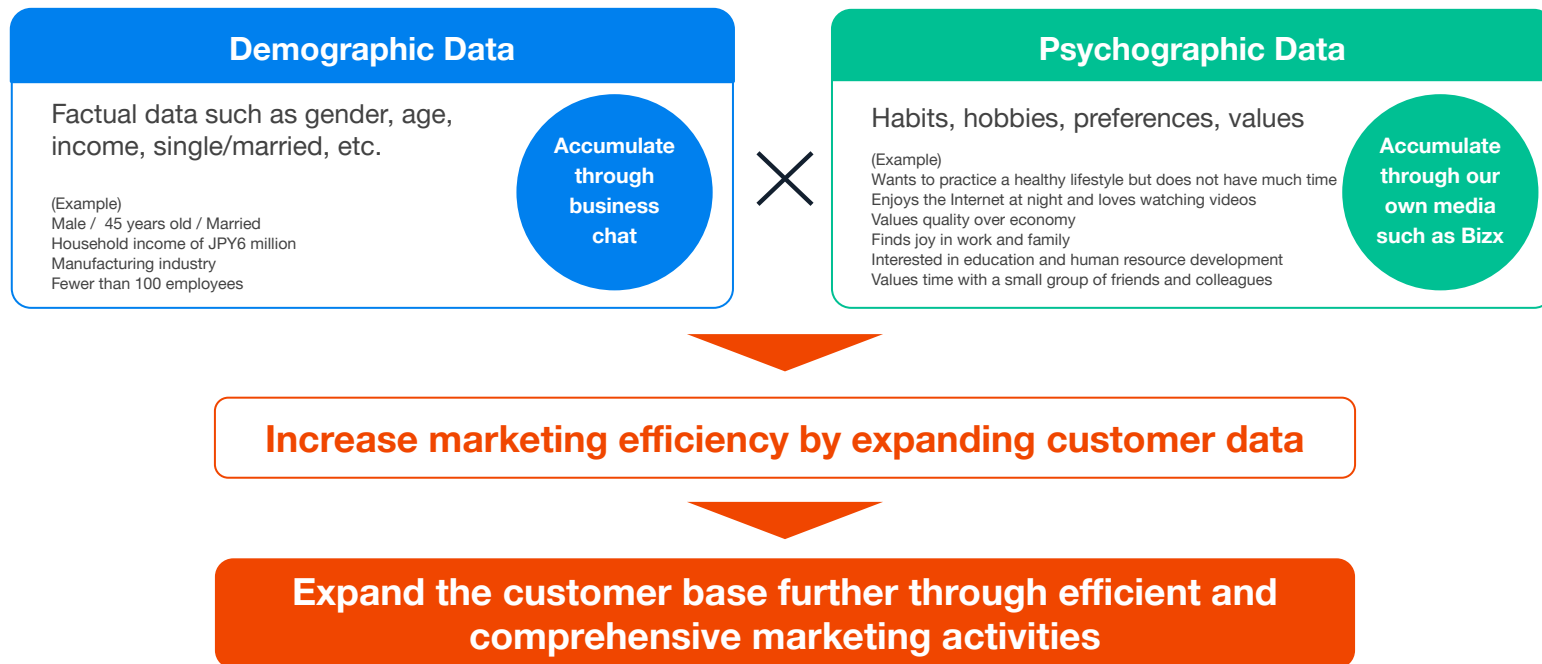 Demographic Data
Factual data such as gender, age,
income, single/married, etc.
(Example)
Male / 45 years old / Married
Household income of JPY6 million
Manufacturing industry
Fewer than 100 employees
Accumulate
through
business
chat
Psychographic Data
Habits, hobbies, preferences, values
(Example)
Wants to practice a healthy lifestyle but does not have much time
Enjoys the Internet at night and loves watching videos
Values quality over economy
Finds joy in work and family
Interested in education and human resource development
Values time with a small group of friends and colleagues
Accumulate
through our
own media
such as Bizx
Increase marketing efficiency by expanding customer data
Expand the customer base further through efficient and
comprehensive marketing activities